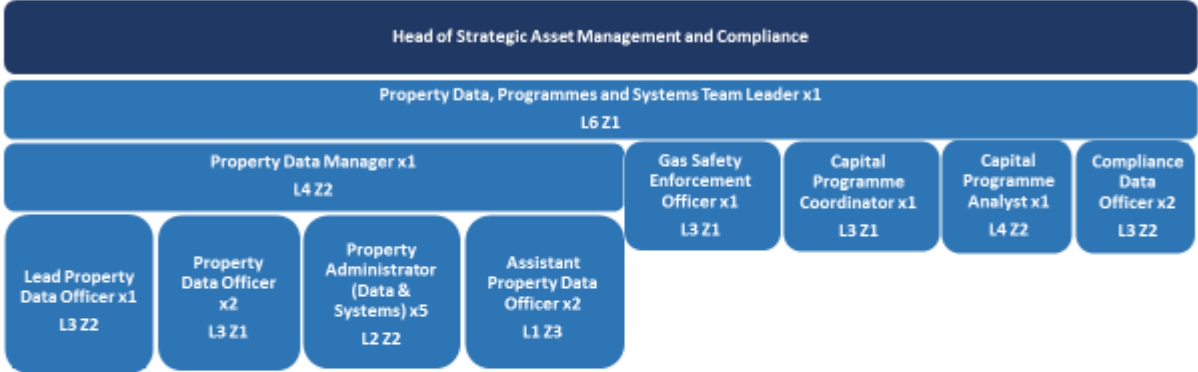 Head of Strategic Asset Management and Compliance
Property Data, Programmes and Systems Team Leader x1
L6 Z1
Property Data Manager x1
L4 Z2
Gas Safety
Enforcement
Officer x1
L3 Z1
Capital
Programme
Coordinator x1
L3 Z1
Capital
Programme
Analyst x1
L4 Z2
Compliance
Data
Officer x2
L3 Z2
Lead Property
Data Officer x1
L3 Z2
Property
Data Officer
x2
L3 Z1
Property
Administrator
(Data &
Systems) x5
L2 Z2
Assistant
Property Data
Officer x2
L1 Z3